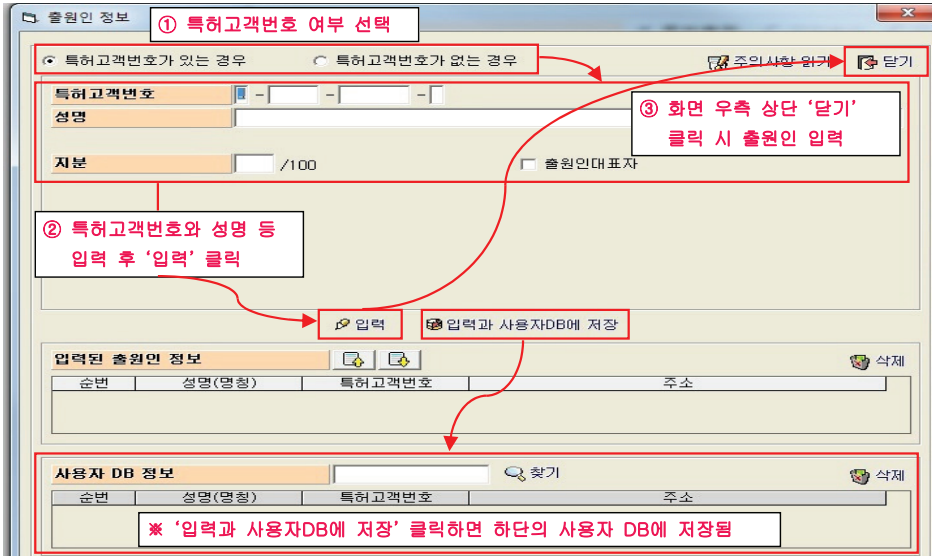 출원인 정보
① 특허고객번호 여부 선택
특허고객번호가 있는 경우
특허고객번호가 없는 경우
주의사항 읽기
닫기
특허고객번호 - - -
성명
③ 화면 우측 상단 ‘닫기’
클릭 시 출원인 입력
지분 /100
출원인대표자
② 특허고객번호와 성명 등
입력 후 ‘입력’ 클릭
입력
입력과 사용자DB에 저장
입력된 출원인 정보
삭제
순번 성명(명칭) 특허고객번호 주소
사용자 DB 정보
찾기
삭제
순번 성명(명칭) 특허고객번호 주소
※ ‘입력과 사용자DB에 저장’ 클릭하면 하단의 사용자 DB에 저장됨